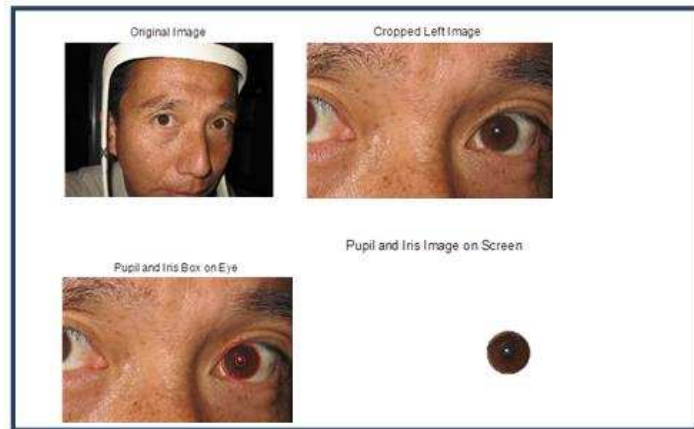 Original Image
Cropped Left Image
Pupil and Iris Box on Eye
Pupil and Iris Image on Screen